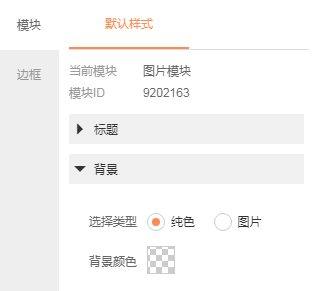 模块
默认样式
边框
当前模块 图片模块
模块ID 9202163
标题
背景
选择类型 纯色 图片
背景颜色